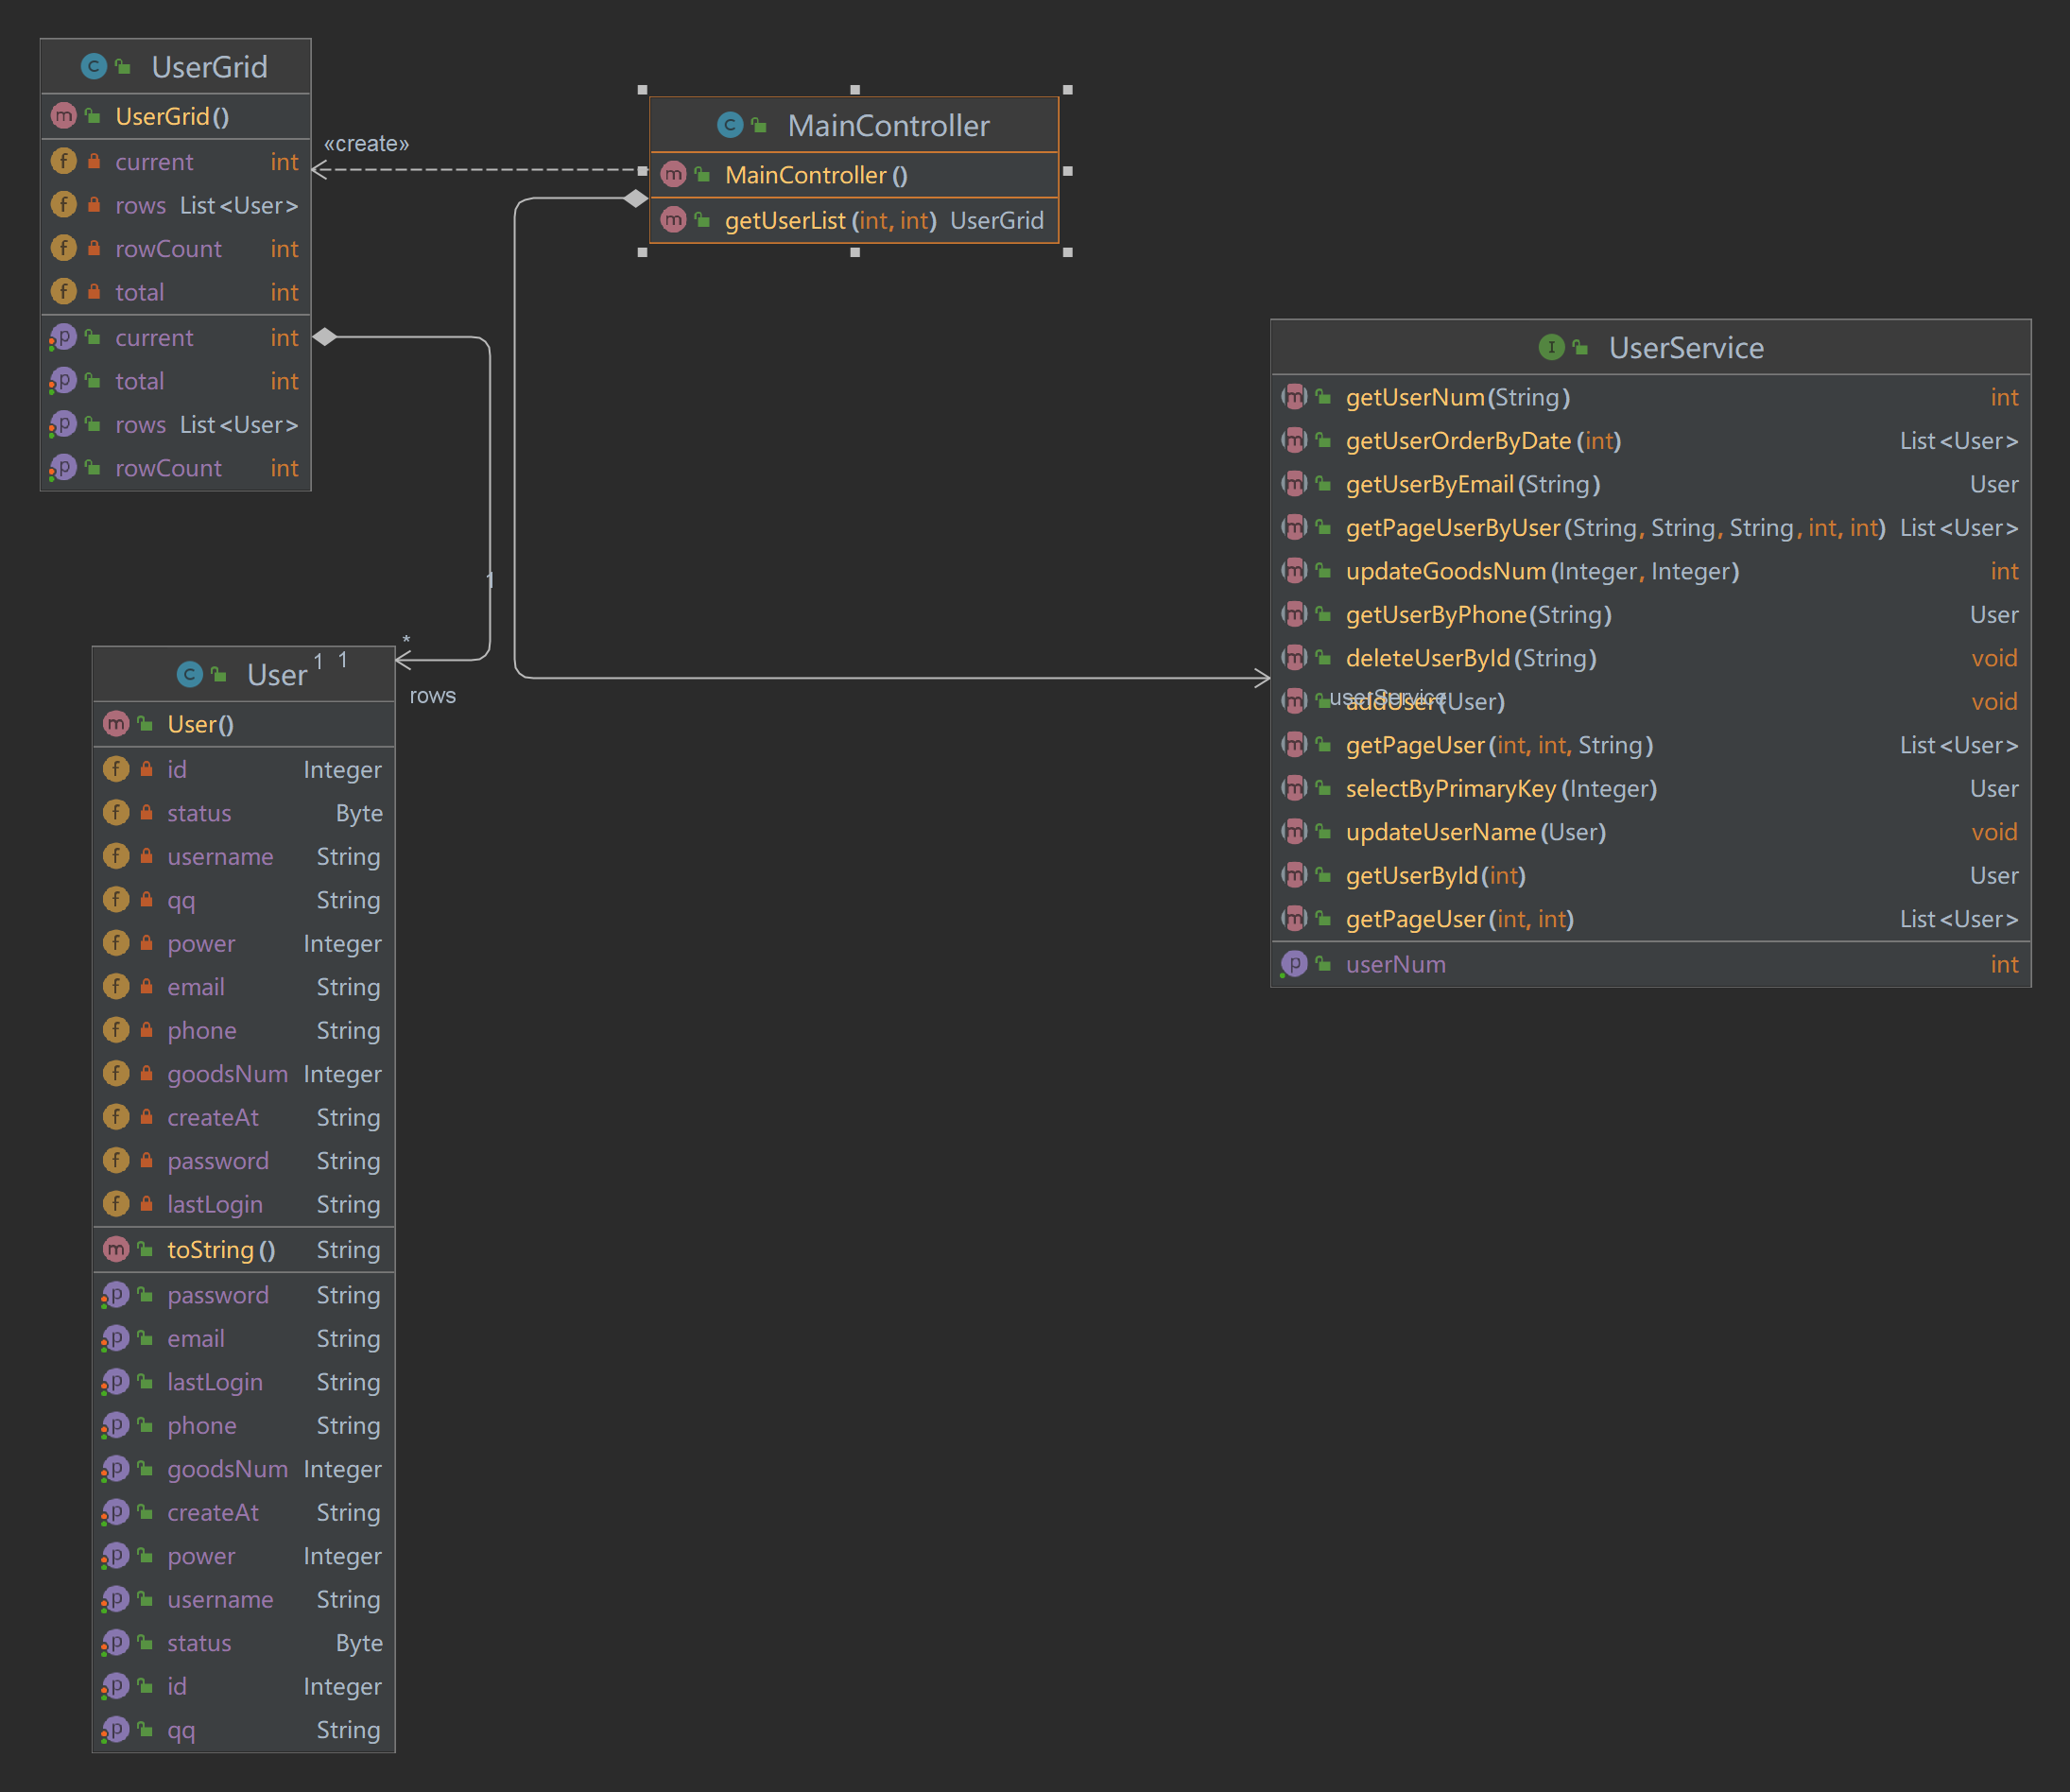 UserGrid
UserGrid()
current int
rows List<User>
rowCount int
total int
current int
total int
rows List<User>
rowCount int
«create»
MainController
MainController()
getUserList(int, int) UserGrid
1
*
rows
1 1
User
User()
id Integer
status Byte
username String
qq String
power Integer
email String
phone String
goodsNum Integer
createAt String
password String
lastLogin String
toString() String
password String
email String
lastLogin String
phone String
goodsNum Integer
createAt String
power Integer
username String
status Byte
id Integer
qq String
UserService
getUserNum(String) int
getUserOrderByDate(int) List<User>
getUserByEmail(String) User
getPageUserByUser(String, String, String, int, int) List<User>
updateGoodsNum(Integer, Integer) int
getUserByPhone(String) User
deleteUserById(String) void
userService
addUser(User) void
getPageUser(int, int, String) List<User>
selectByPrimaryKey(Integer) User
updateUserName(User) void
getUserById(int) User
getPageUser(int, int) List<User>
userNum int